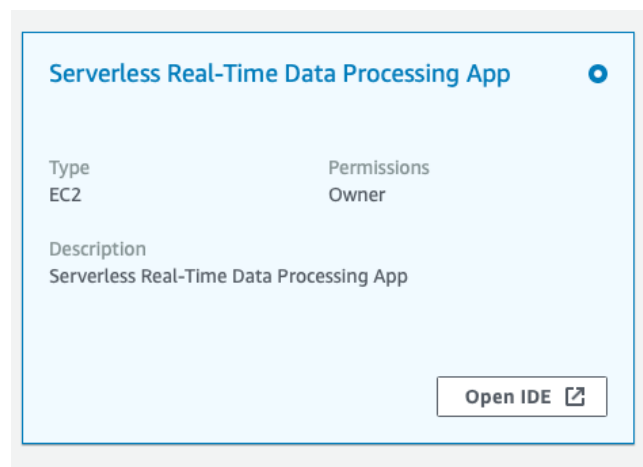 Serverless Real-Time Data Processing App
Type
Permissions
EC2
Owner
Description
Serverless Real-Time Data Processing App
Open IDE